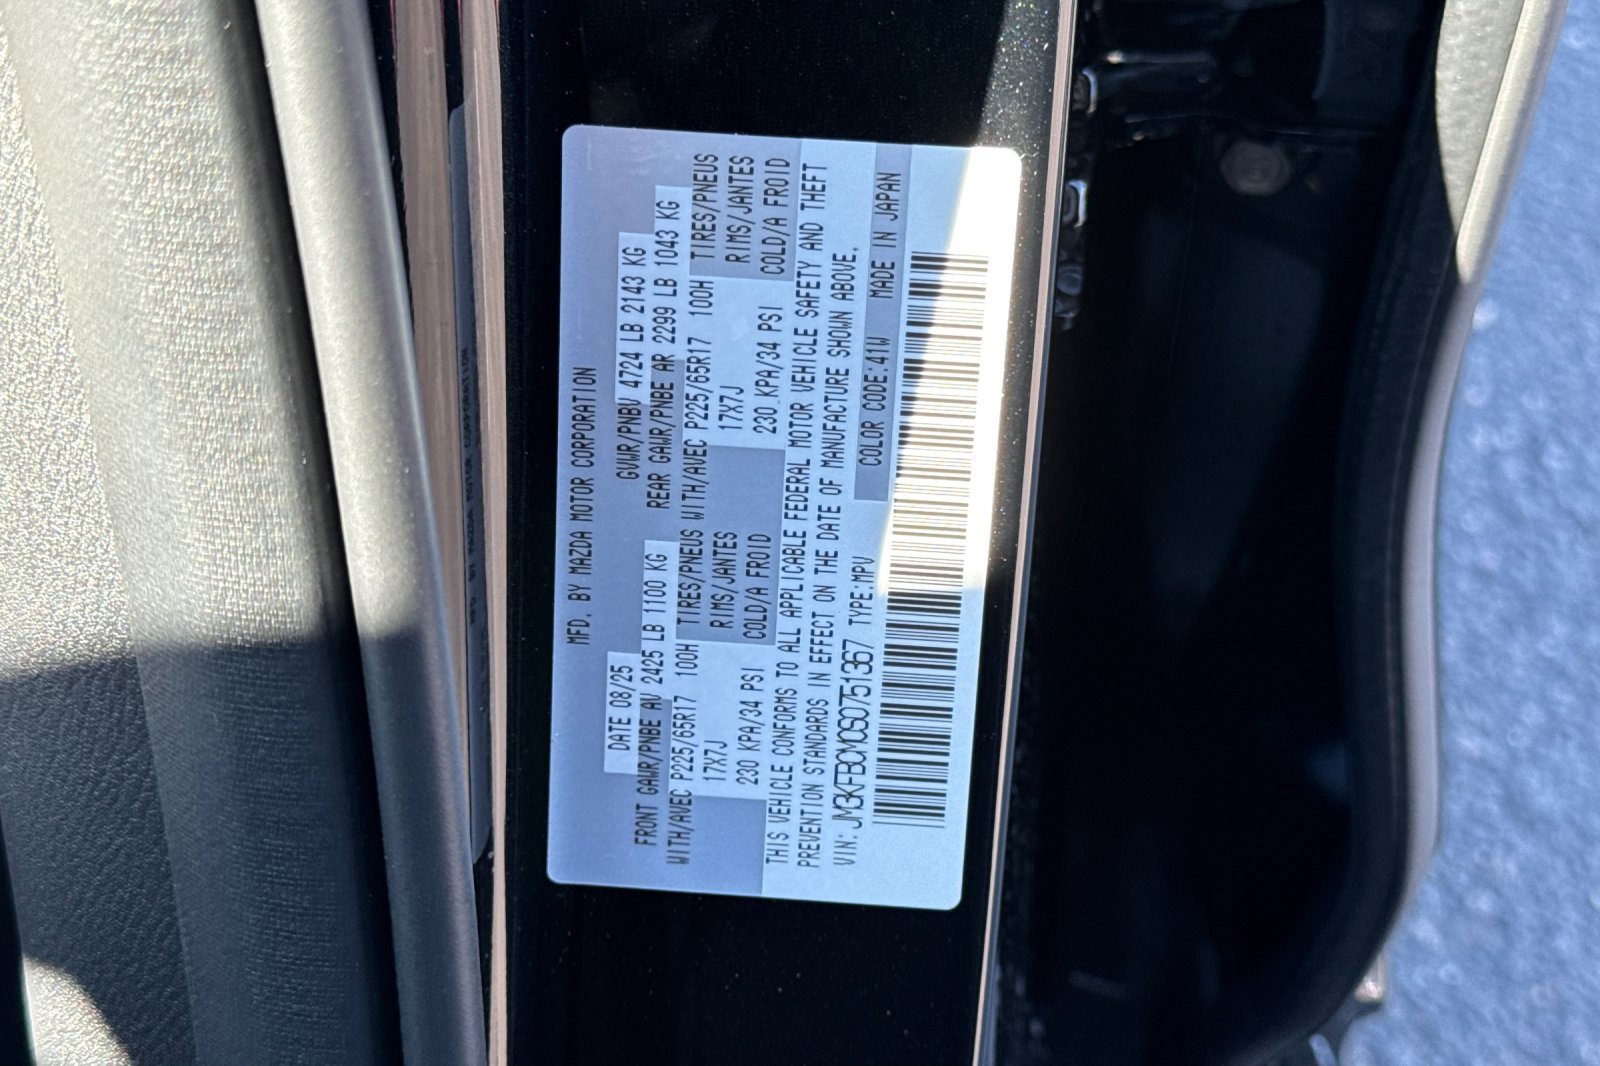 MFD. BY MAZDA MOTOR CORPORATION
DATE 08/25 GVWR/PNBV 4724 LB 2143 KG
FRONT GAWR/PNBE AV 2425 LB 1100 KG REAR GAWR/PNBE AR 2299 LB 1043 KG
WITH/AVEC P225/65R17 100H TIRES/PNEUS WITH/AVEC P225/65R17 100H TIRES/PNEUS
17X7J RIMS/JANTES 17X7J RIMS/JANTES
230 KPA/34 PSI COLD/A FROID 230 KPA/34 PSI COLD/A FROID
THIS VEHICLE CONFORMS TO ALL APPLICABLE FEDERAL MOTOR VEHICLE SAFETY AND THEFT
PREVENTION STANDARDS IN EFFECT ON THE DATE OF MANUFACTURE SHOWN ABOVE.
VIN: JM3KFBCM0S0751367 TYPE:MPV COLOR CODE:41W MADE IN JAPAN
MFD. BY MAZDA MOTOR CORPORATION